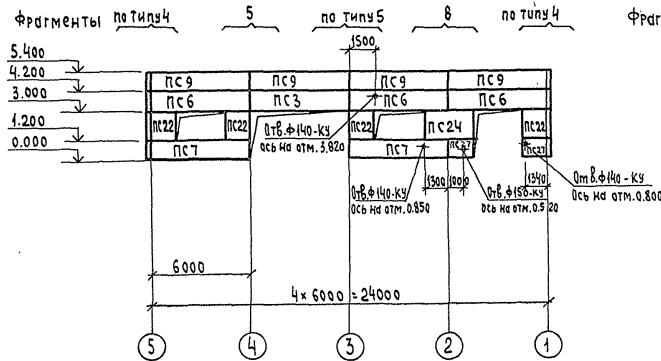 Фрагменты по типу 4 5 по типу 5 8 по типу 4 Фраг
1500
5.400
4.200
3.000
1.200
0.000
ПС9 ПС9 ПС9 ПС9
ПС6 ПС3 ПС6 ПС6
ПС22 ПС22 ПС22 ПС24 ПС22
ПС7 ПС7 ПС27 ПС27
Отв.ф140-КУ
ось на отм.3.820
1300 1000 1340
Отв.ф140-КУ
Ось на отм.0.850
Отв.ф150-КУ
Ось на отм.0.520
Отв.ф140-КУ
Ось на отм.0.800
6000
4 x 6000 = 24000
5 4 3 2 1